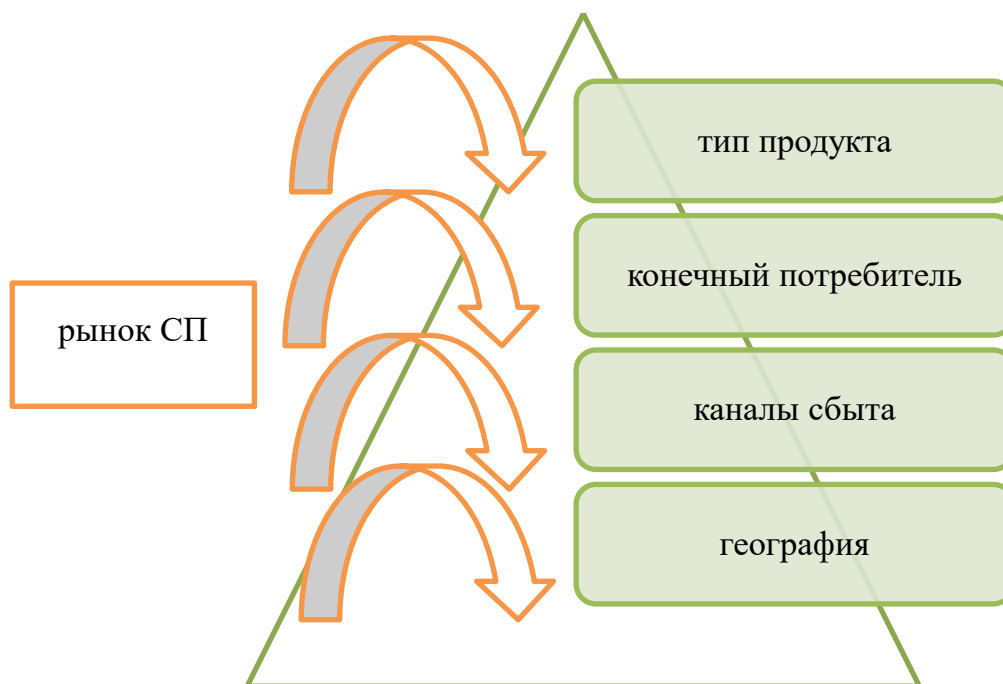 тип продукта
конечный потребитель
рынок СП
каналы сбыта
география